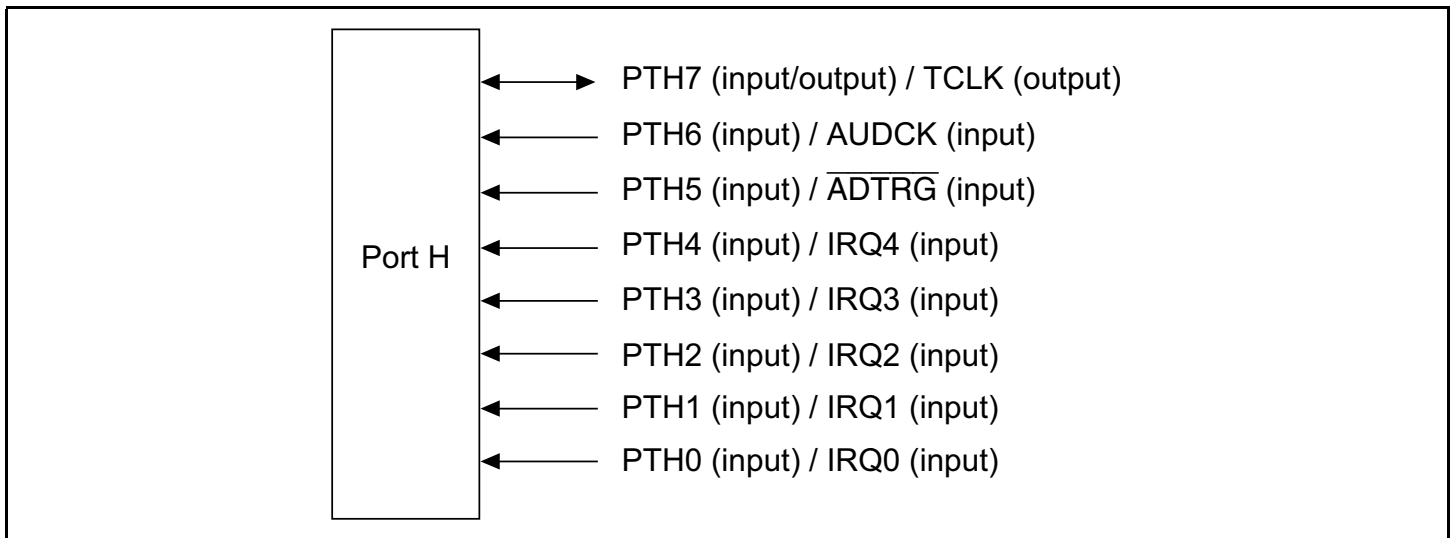 Port H
PTH7 (input/output) / TCLK (output)
PTH6 (input) / AUDCK (input)
PTH5 (input) / A̅D̅T̅R̅G̅ (input)
PTH4 (input) / IRQ4 (input)
PTH3 (input) / IRQ3 (input)
PTH2 (input) / IRQ2 (input)
PTH1 (input) / IRQ1 (input)
PTH0 (input) / IRQ0 (input)